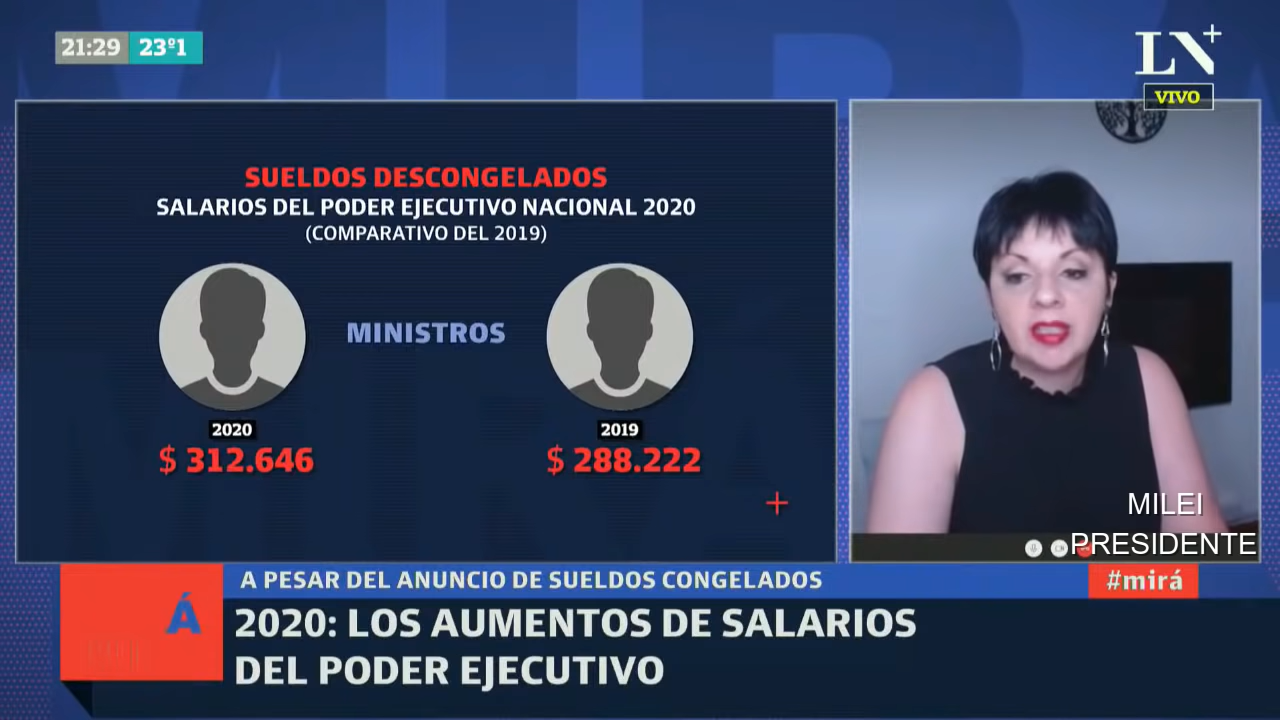 21:29 23º1
LN+
VIVO
SUELDOS DESCONGELADOS
SALARIOS DEL PODER EJECUTIVO NACIONAL 2020
(COMPARATIVO DEL 2019)
MINISTROS
2020 2019
$ 312.646 $ 288.222
MILEI
PRESIDENTE
A PESAR DEL ANUNCIO DE SUELDOS CONGELADOS
#mirá
Á
2020: LOS AUMENTOS DE SALARIOS
DEL PODER EJECUTIVO